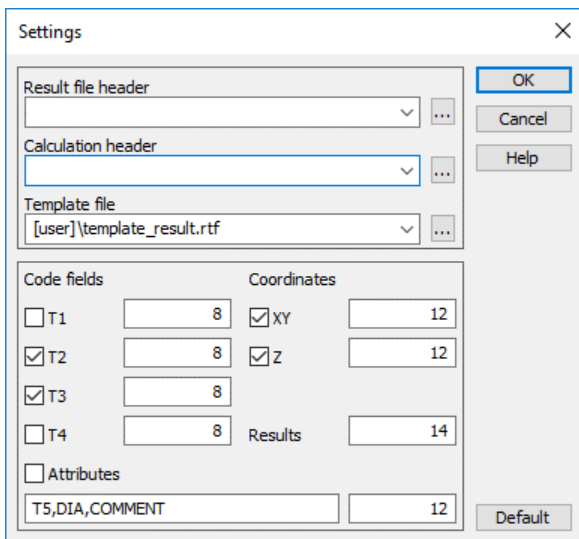 Settings
Result file header
OK
...
Cancel
Calculation header
Help
...
Template file
[user]\template_result.rtf
...
Code fields
Coordinates
T1
8
XY
12
T2
8
Z
12
T3
8
T4
8
Results
14
Attributes
T5,DIA,COMMENT
12
Default